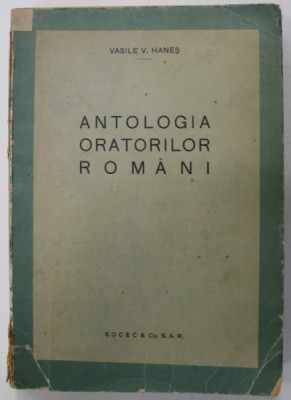 VASILE V. HANEȘ
ANTOLOGIA
ORATORILOR
ROMÂNI
SOCEC & Co. S. A. R.